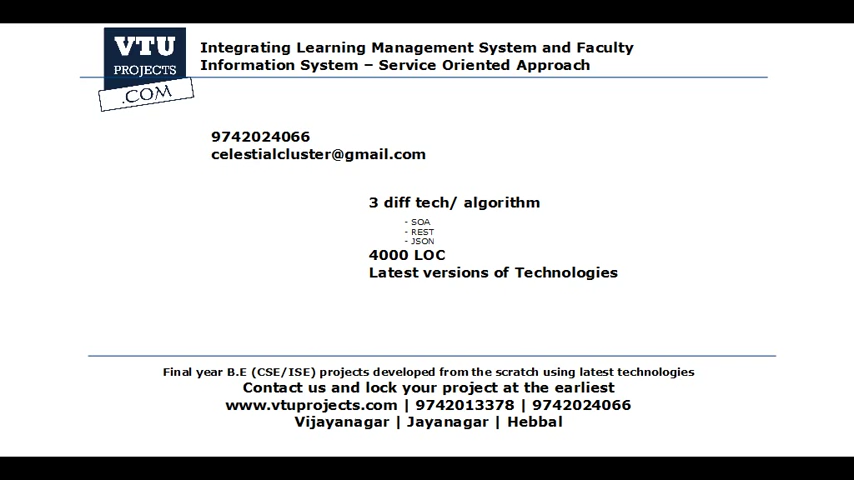 VTU
PROJECTS
.COM
Integrating Learning Management System and Faculty
Information System – Service Oriented Approach
9742024066
celestialcluster@gmail.com
3 diff tech/ algorithm
- SOA
- REST
- JSON
4000 LOC
Latest versions of Technologies
Final year B.E (CSE/ISE) projects developed from the scratch using latest technologies
Contact us and lock your project at the earliest
www.vtuprojects.com | 9742013378 | 9742024066
Vijayanagar | Jayanagar | Hebbal